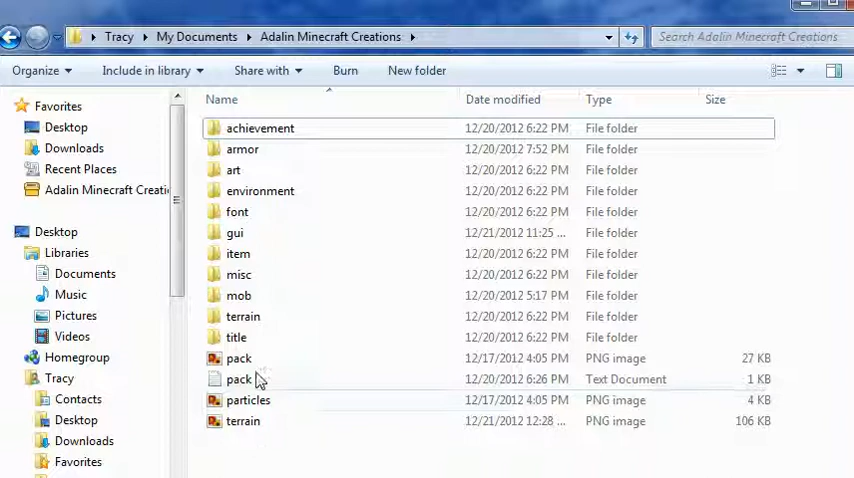 Tracy My Documents Adalin Minecraft Creations Search Adalin Minecraft Creations
Organize Include in library Share with Burn New folder
Name Date modified Type Size
Favorites
Desktop
Downloads
Recent Places
Adalin Minecraft Creati
Desktop
Libraries
Documents
Music
Pictures
Videos
Homegroup
Tracy
Contacts
Desktop
Downloads
Favorites
achievement 12/20/2012 6:22 PM File folder
armor 12/20/2012 7:52 PM File folder
art 12/20/2012 6:22 PM File folder
environment 12/20/2012 6:22 PM File folder
font 12/20/2012 6:22 PM File folder
gui 12/21/2012 11:25 ... File folder
item 12/20/2012 6:22 PM File folder
misc 12/20/2012 6:22 PM File folder
mob 12/20/2012 5:17 PM File folder
terrain 12/20/2012 6:22 PM File folder
title 12/20/2012 6:22 PM File folder
pack 12/17/2012 4:05 PM PNG image 27 KB
pack 12/20/2012 6:26 PM Text Document 1 KB
particles 12/17/2012 4:05 PM PNG image 4 KB
terrain 12/21/2012 12:28 ... PNG image 106 KB